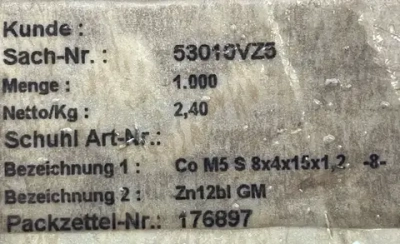 Kunde :
Sach-Nr. : 53010VZ5
Menge : 1.000
Netto/Kg : 2,40
Schuhl Art-Nr.:
Bezeichnung 1 : Co M5 S 8x4x15x1,2 -8-
Bezeichnung 2 : Zn12bl GM
Packzettel-Nr.: 176897